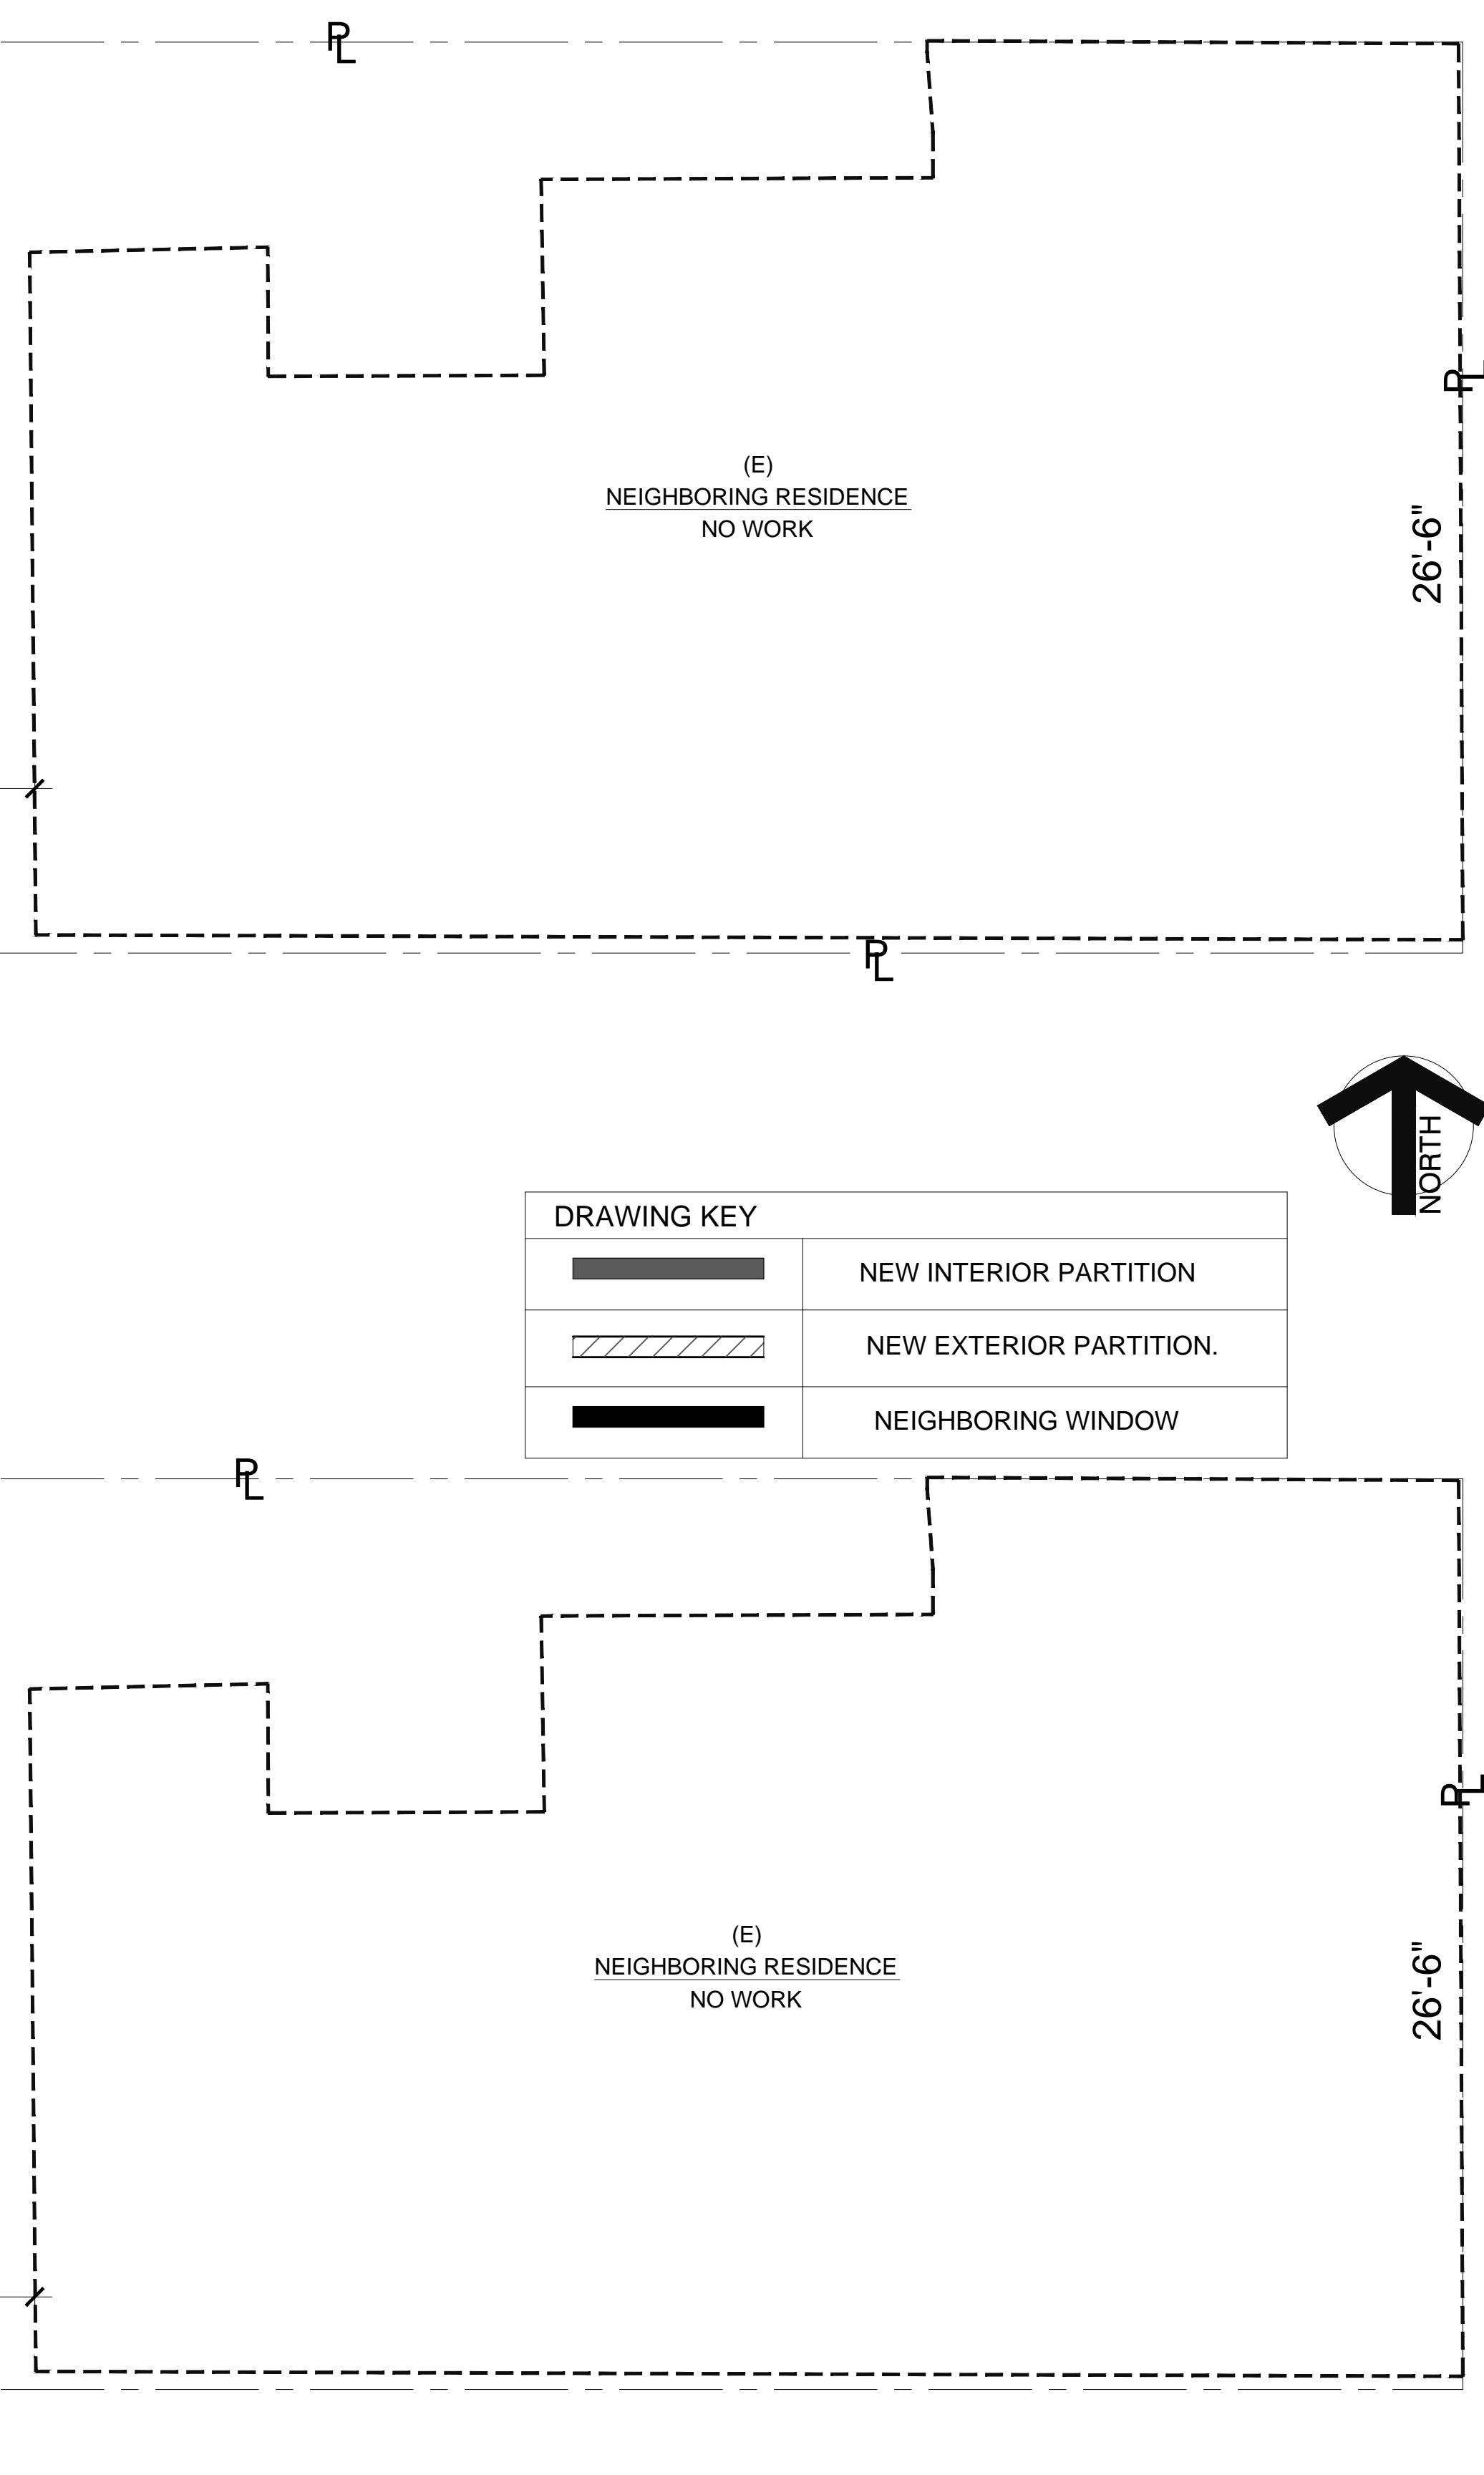 PL
PL
(E)
NEIGHBORING RESIDENCE
NO WORK
26'-6"
PL
NORTH
DRAWING KEY
NEW INTERIOR PARTITION
NEW EXTERIOR PARTITION.
NEIGHBORING WINDOW
PL
PL
(E)
NEIGHBORING RESIDENCE
NO WORK
26'-6"